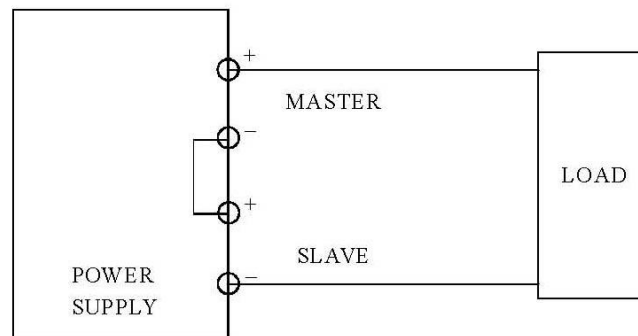 +
MASTER
−
+
SLAVE
−
LOAD
POWER
SUPPLY